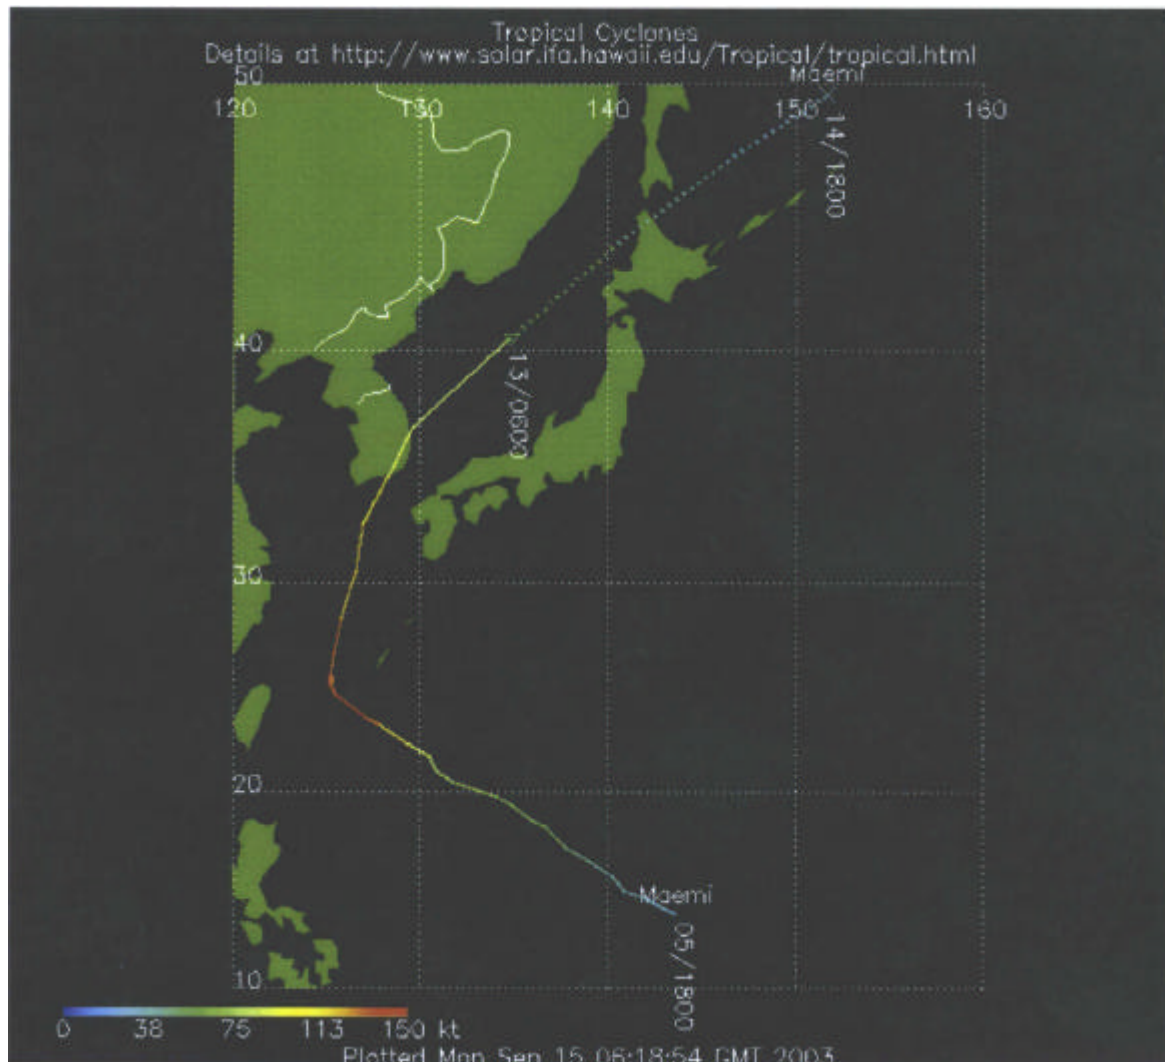 Tropical Cyclones
Details at http://www.solar.ifa.hawaii.edu/Tropical/tropical.html
Maemi
50
120 130 140 150 160
14/1800
40
13/0600
30
20
Maemi
05/1800
10
0 38 75 113 150 kt
Plotted Mon Sep 15 06:18:54 GMT 2003